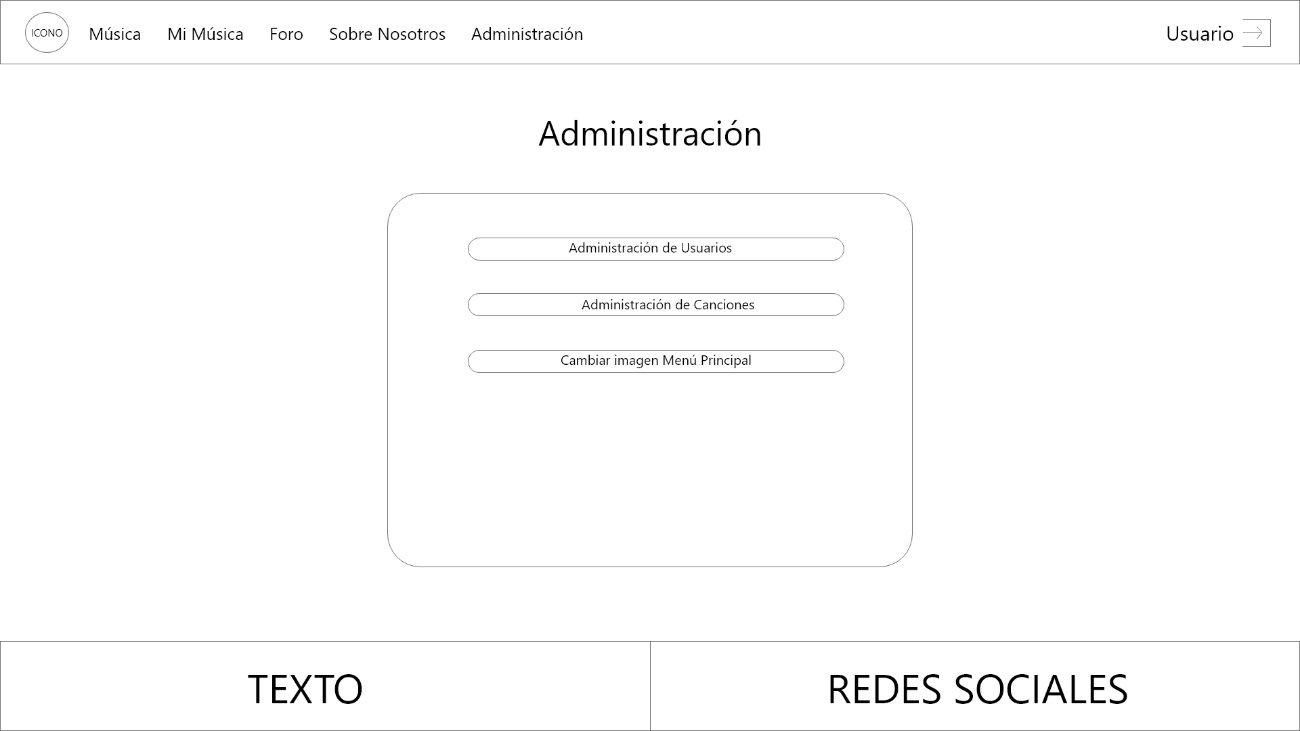 ICONO Música Mi Música Foro Sobre Nosotros Administración Usuario
Administración
Administración de Usuarios
Administración de Canciones
Cambiar imagen Menú Principal
TEXTO REDES SOCIALES